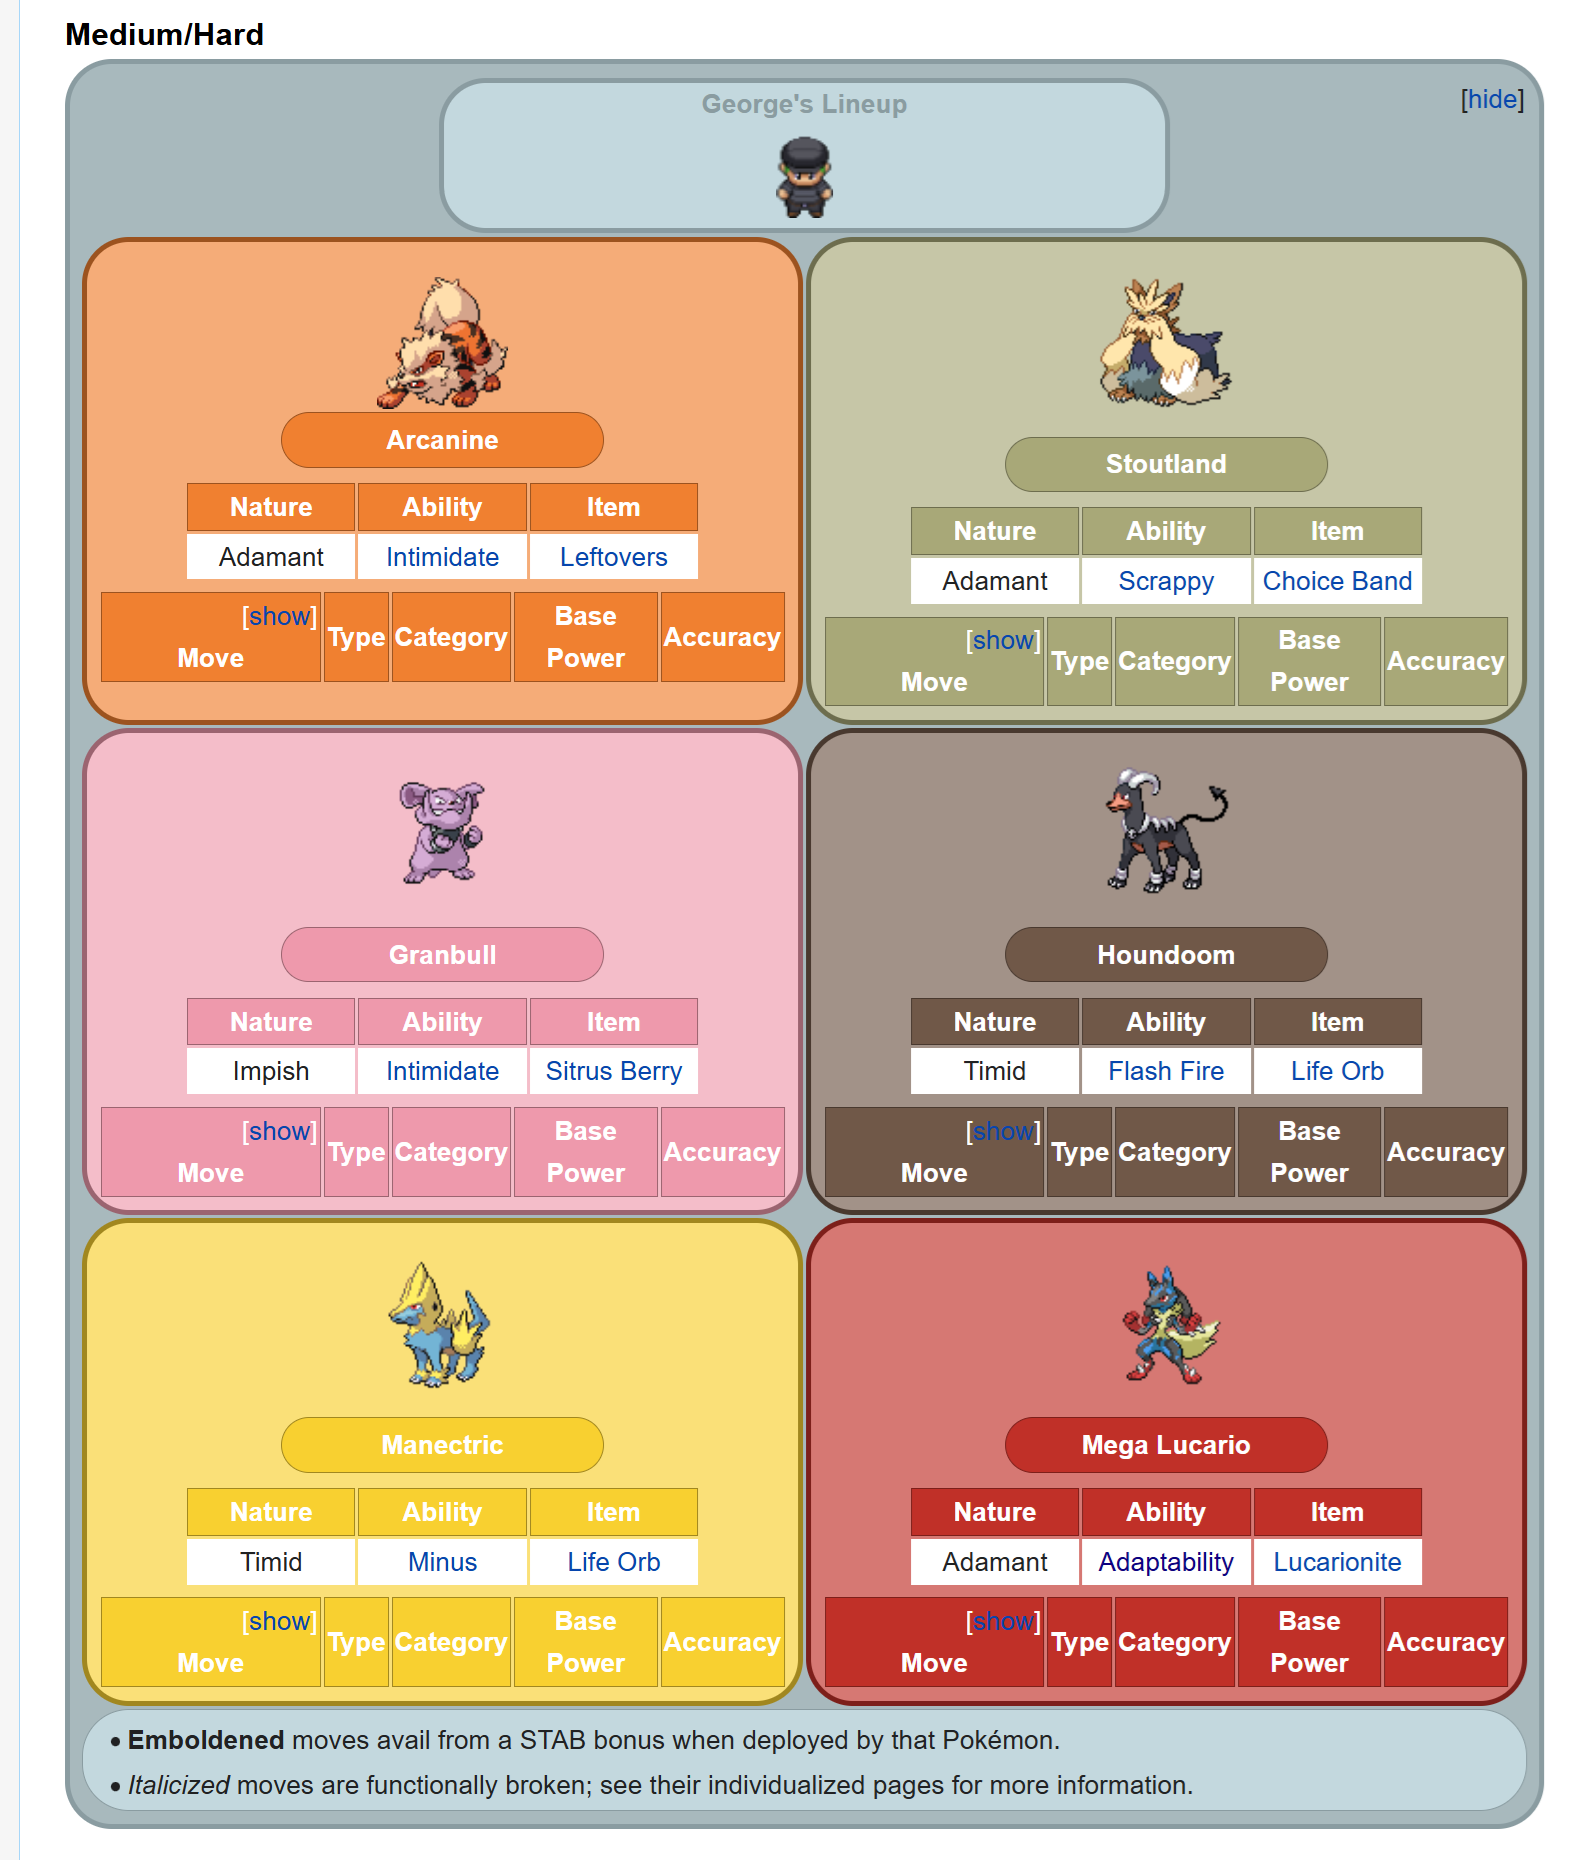 Medium/Hard
George's Lineup
[hide]
Arcanine
Nature Ability Item
Adamant Intimidate Leftovers
[show]
Move Type Category Base Power Accuracy
Stoutland
Nature Ability Item
Adamant Scrappy Choice Band
[show]
Move Type Category Base Power Accuracy
Granbull
Nature Ability Item
Impish Intimidate Sitrus Berry
[show]
Move Type Category Base Power Accuracy
Houndoom
Nature Ability Item
Timid Flash Fire Life Orb
[show]
Move Type Category Base Power Accuracy
Manectric
Nature Ability Item
Timid Minus Life Orb
[show]
Move Type Category Base Power Accuracy
Mega Lucario
Nature Ability Item
Adamant Adaptability Lucarionite
[show]
Move Type Category Base Power Accuracy
• Emboldened moves avail from a STAB bonus when deployed by that Pokémon.
• Italicized moves are functionally broken; see their individualized pages for more information.